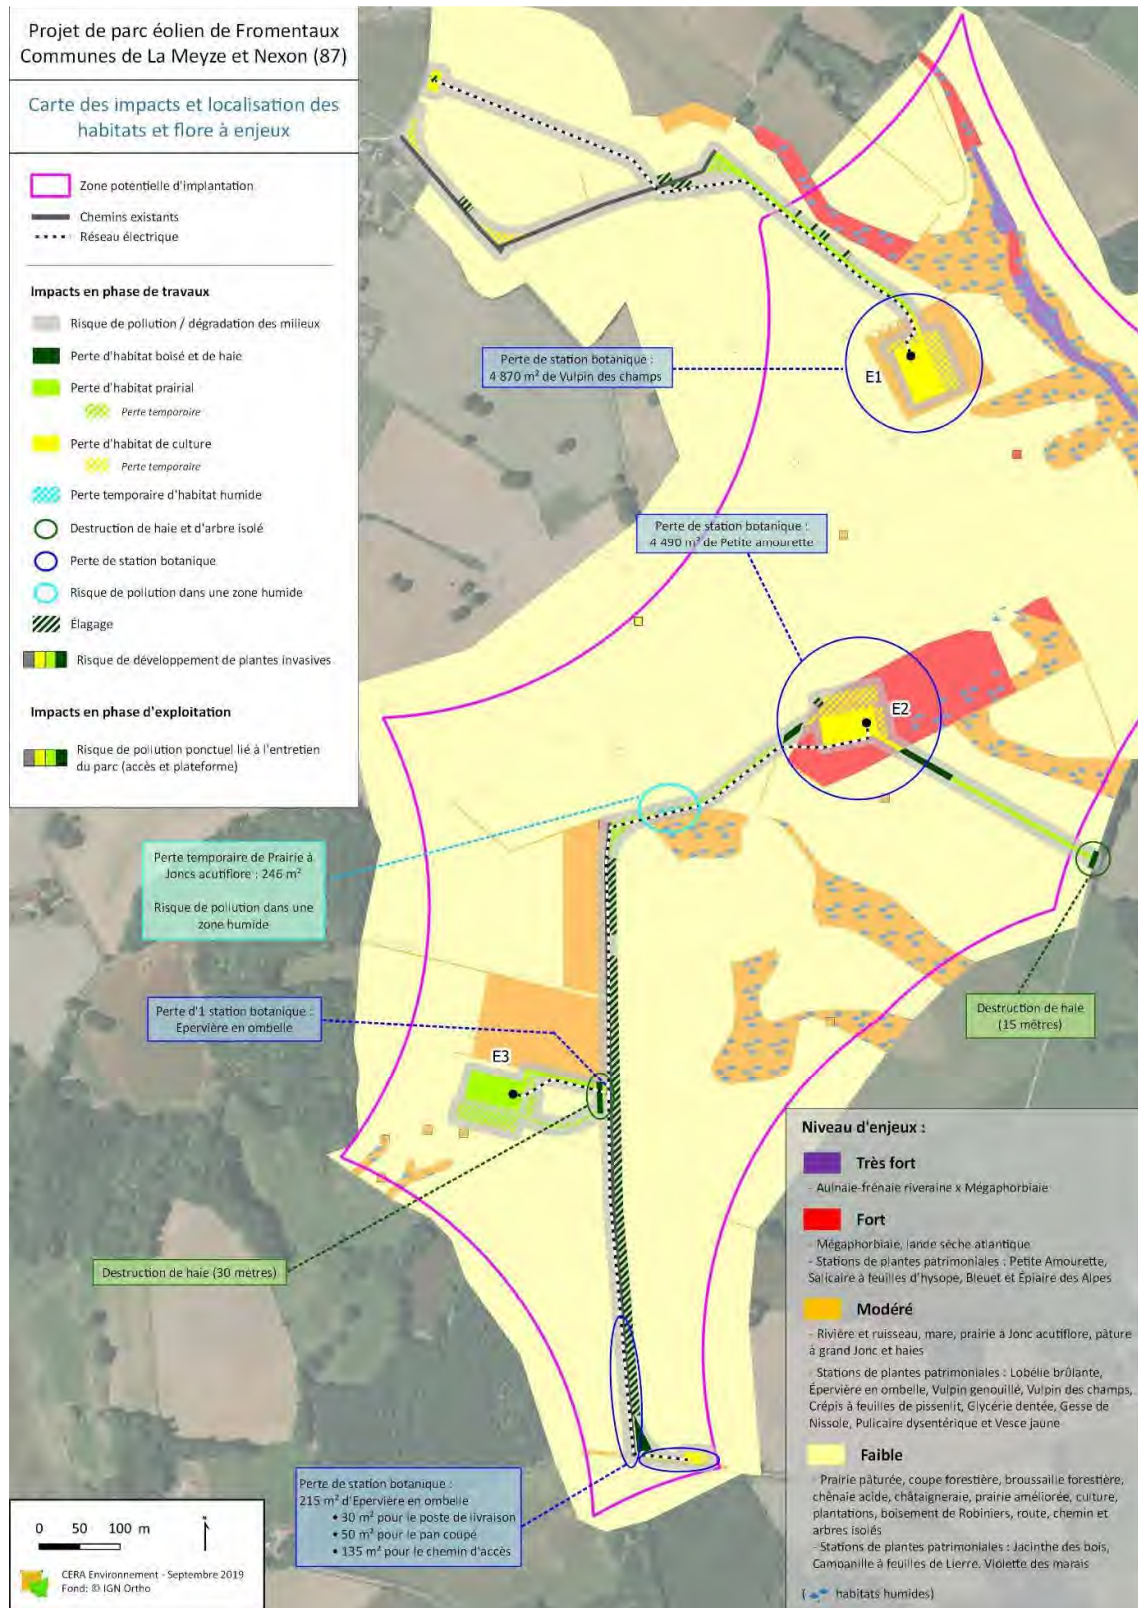 Projet de parc éolien de Fromentaux
Communes de La Meyze et Nexon (87)
Carte des impacts et localisation des
habitats et flore à enjeux
Zone potentielle d'implantation
Chemins existants
Réseau électrique
Impacts en phase de travaux
Risque de pollution / dégradation des milieux
Perte d'habitat boisé et de haie
Perte d'habitat prairial
Perte temporaire
Perte d'habitat de culture
Perte temporaire
Perte temporaire d'habitat humide
Destruction de haie et d'arbre isolé
Perte de station botanique
Risque de pollution dans une zone humide
Élagage
Risque de développement de plantes invasives
Impacts en phase d'exploitation
Risque de pollution ponctuel lié à l'entretien
du parc (accès et plateforme)
Perte de station botanique :
4 870 m² de Vulpin des champs
E1
Perte de station botanique :
4 490 m² de Petite amourette
E2
Perte temporaire de Prairie à
Joncs acutiflore : 246 m²
Risque de pollution dans une
zone humide
Perte d'1 station botanique :
Epervière en ombelle
E3
Destruction de haie
(15 mètres)
Destruction de haie (30 mètres)
Perte de station botanique :
215 m² d'Epervière en ombelle
• 30 m² pour le poste de livraison
• 50 m² pour le pan coupé
• 135 m² pour le chemin d'accès
Niveau d'enjeux :
Très fort
- Aulnaie-frênaie riveraine x Mégaphorbiaie
Fort
- Mégaphorbiaie, lande sèche atlantique
- Stations de plantes patrimoniales : Petite Amourette,
Salicaire à feuilles d'hysope, Bleuet et Épiaire des Alpes
Modéré
- Rivière et ruisseau, mare, prairie à Jonc acutiflore, pâture
à grand Jonc et haies
- Stations de plantes patrimoniales : Lobélie brûlante,
Épervière en ombelle, Vulpin genouillé, Vulpin des champs,
Crépis à feuilles de pissenlit, Glycérie dentée, Gesse de
Nissole, Pulicaire dysentérique et Vesce jaune
Faible
- Prairie pâturée, coupe forestière, broussaille forestière,
chênaie acide, châtaigneraie, prairie améliorée, culture,
plantations, boisement de Robiniers, route, chemin et
arbres isolés
- Stations de plantes patrimoniales : Jacinthe des bois,
Campanille à feuilles de Lierre. Violette des marais
( habitats humides)
0 50 100 m
CERA Environnement - Septembre 2019
Fond: © IGN Ortho